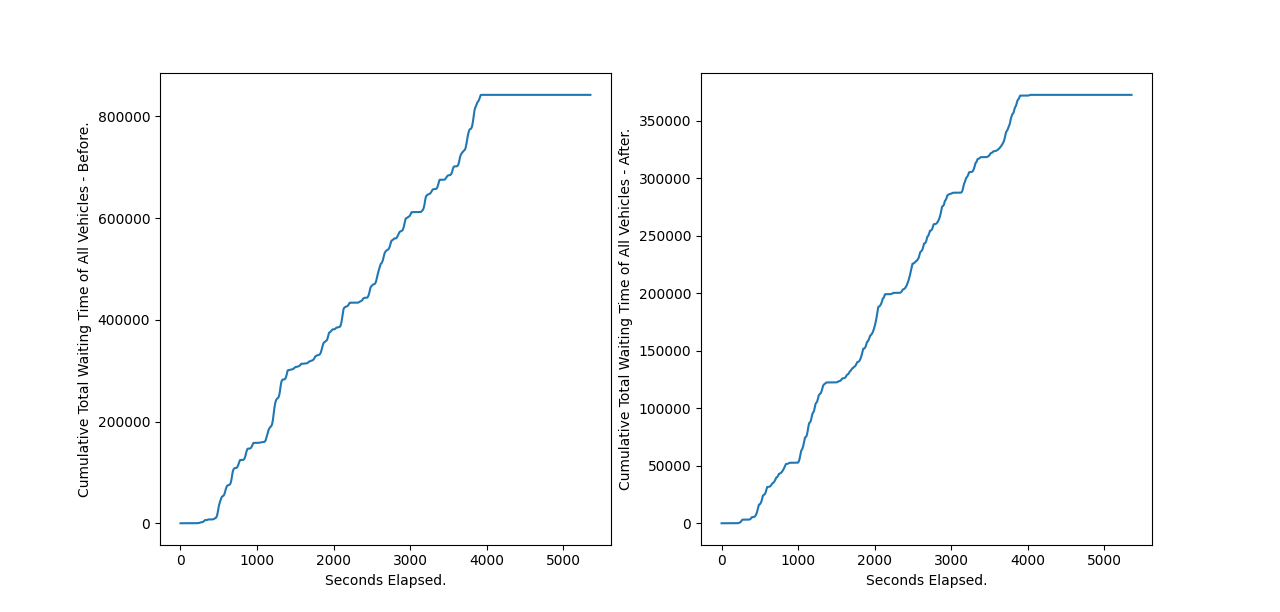 Cumulative Total Waiting Time of All Vehicles - Before.
800000
600000
400000
200000
0
0 1000 2000 3000 4000 5000
Seconds Elapsed.
Cumulative Total Waiting Time of All Vehicles - After.
350000
300000
250000
200000
150000
100000
50000
0
0 1000 2000 3000 4000 5000
Seconds Elapsed.